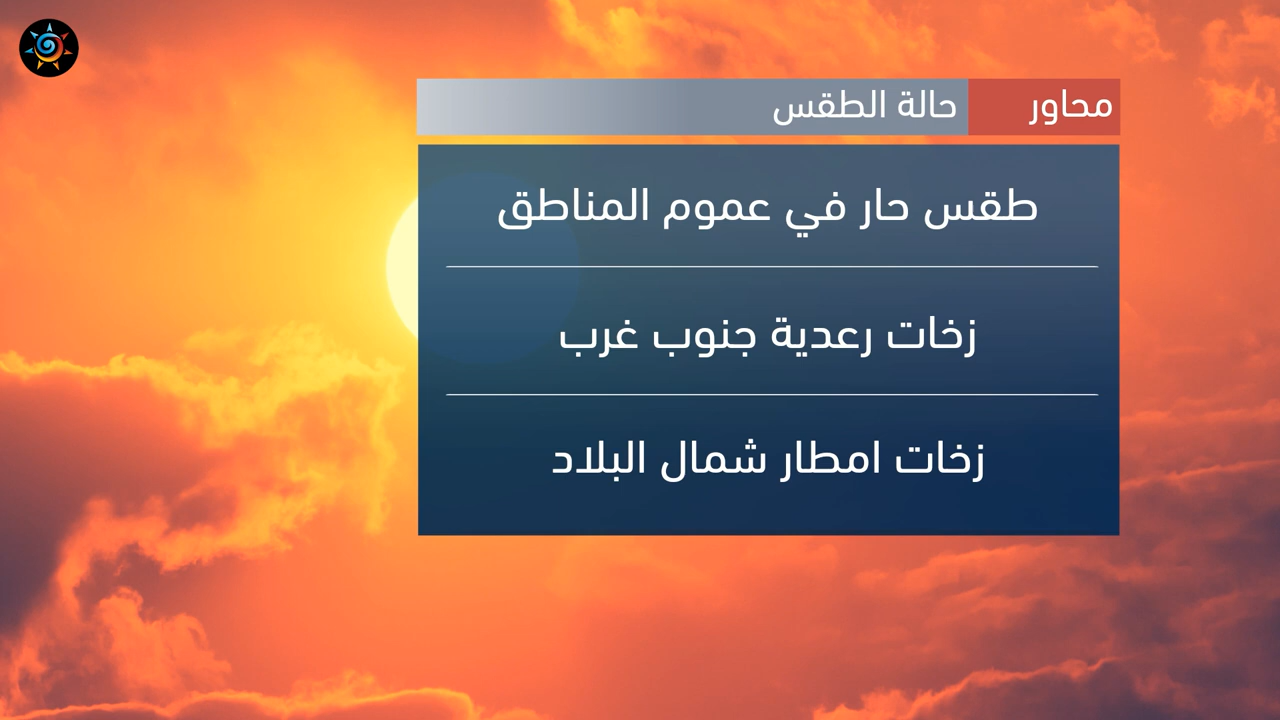 محاور
حالة الطقس
طقس حار في عموم المناطق
زخات رعدية جنوب غرب
زخات امطار شمال البلاد